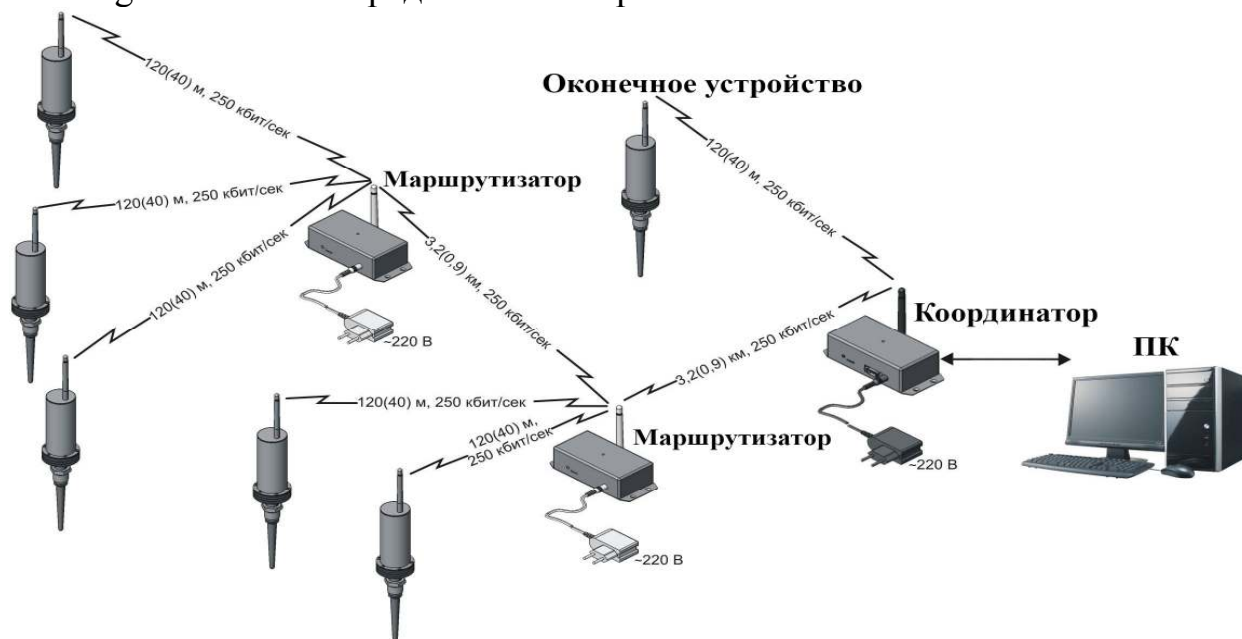 120(40) м, 250 кбит/сек
Оконечное устройство
120(40) м, 250 кбит/сек
120(40) м, 250 кбит/сек
Маршрутизатор
3,2(0,9) км, 250 кбит/сек
120(40) м, 250 кбит/сек
~220 В
Координатор
ПК
3,2(0,9) км, 250 кбит/сек
120(40) м, 250 кбит/сек
120(40) м,
250 кбит/сек
Маршрутизатор
~220 В
~220 В